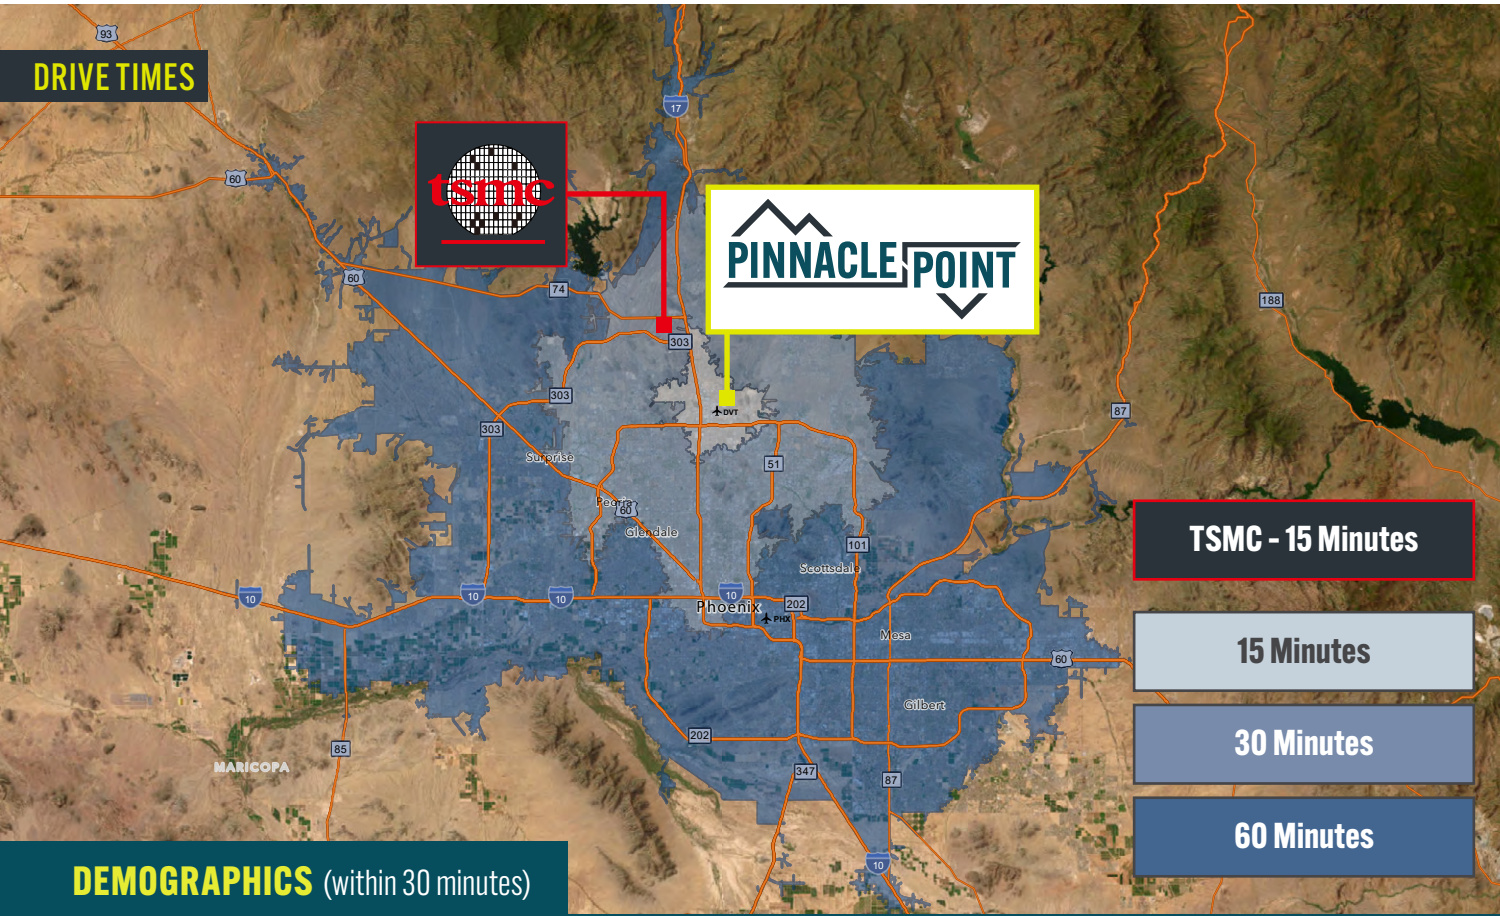 93
DRIVE TIMES
17
tsmc
60
PINNACLE POINT
60
74
188
303
303
87
DVT
303
Surprise
51
Peoria
60
Glendale
TSMC - 15 Minutes
101
Scottsdale
10
10
10
10
Phoenix
202
PHX
Mesa
15 Minutes
60
Gilbert
202
30 Minutes
85
MARICOPA
347
87
60 Minutes
10
DEMOGRAPHICS (within 30 minutes)